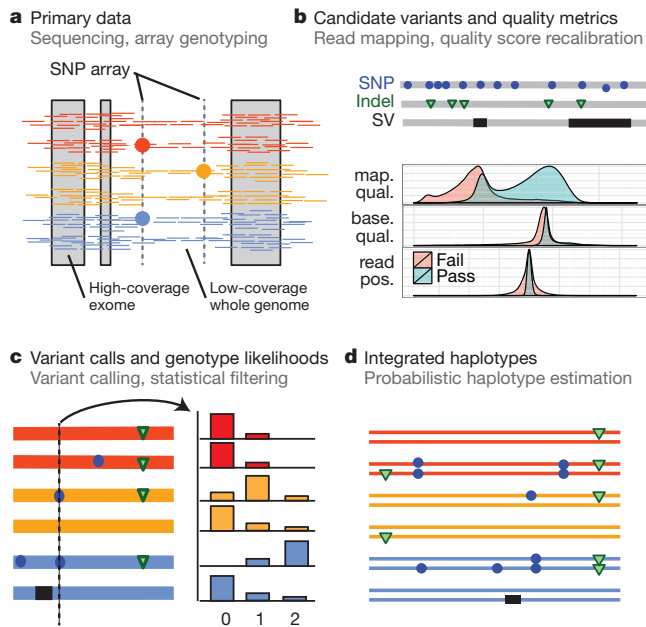 a Primary data
Sequencing, array genotyping
SNP array
High-coverage
exome
Low-coverage
whole genome
b Candidate variants and quality metrics
Read mapping, quality score recalibration
SNP
Indel
SV
map.
qual.
base.
qual.
read
pos.
Fail
Pass
c Variant calls and genotype likelihoods
Variant calling, statistical filtering
0 1 2
d Integrated haplotypes
Probabilistic haplotype estimation